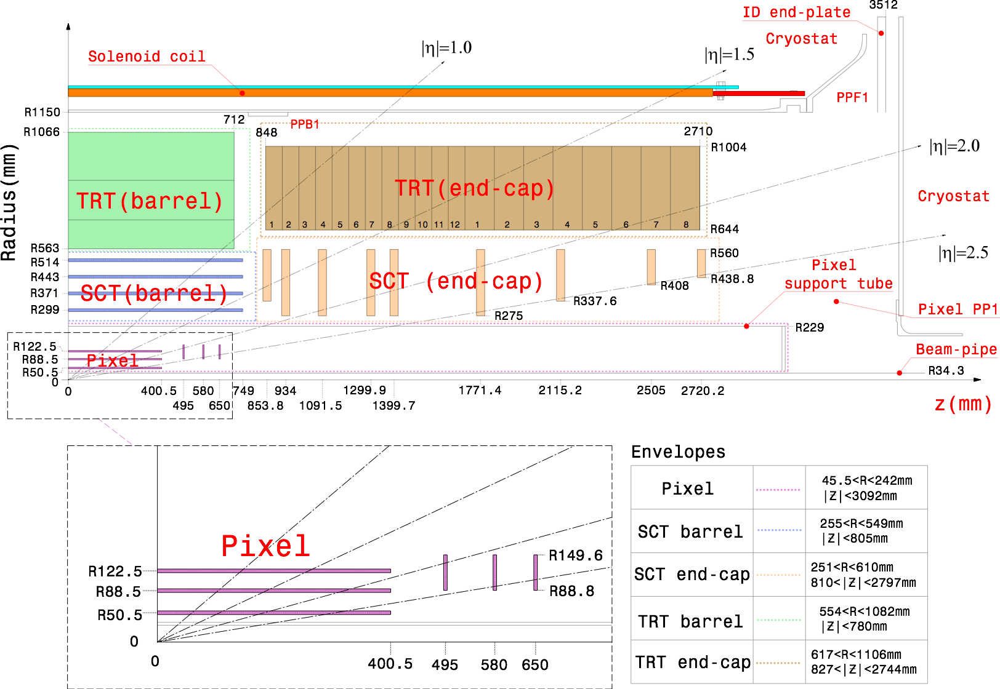 3512
ID end-plate
Cryostat
|η|=1.0
|η|=1.5
Solenoid coil
PPF1
R1150
712
PPB1
R1066
848
2710
R1004
|η|=2.0
Radius(mm)
TRT(barrel)
TRT(end-cap)
Cryostat
1 2 3 4 5 6 7 8 9 10 11 12 1 2 3 4 5 6 7 8
R644
R563
R514
R560
|η|=2.5
Pixel
support tube
R443
SCT(barrel)
SCT (end-cap)
R438.8
R408
R371
R337.6
R299
R275
Pixel PP1
R229
R122.5
R88.5
Pixel
R50.5
Beam-pipe
R34.3
0
0 400.5 580 749 934 1299.9 1771.4 2115.2 2505 2720.2
495 650 853.8 1091.5 1399.7
z(mm)
Pixel
R122.5
R88.5
R50.5
0
R149.6
R88.8
0 400.5 495 580 650
Envelopes
Pixel
45.5<R<242mm
|Z|<3092mm
SCT barrel
255<R<549mm
|Z|<805mm
SCT end-cap
251<R<610mm
810<|Z|<2797mm
TRT barrel
554<R<1082mm
|Z|<780mm
TRT end-cap
617<R<1106mm
827<|Z|<2744mm